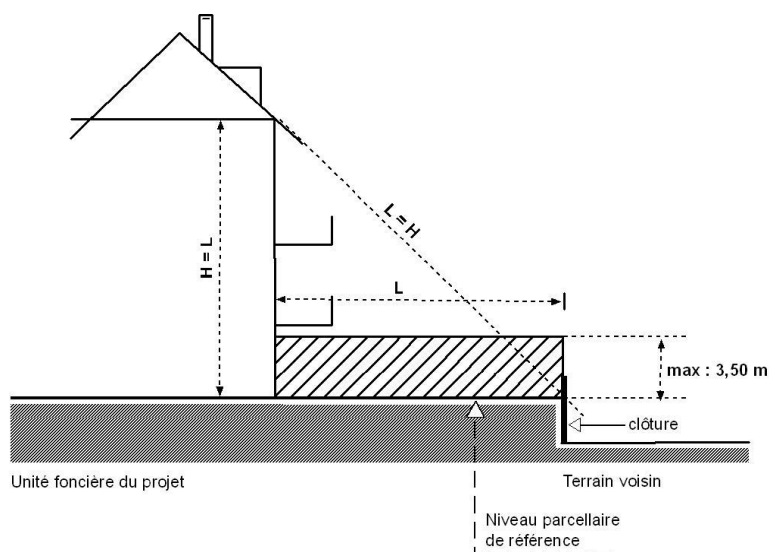 L = H
H = L
L
max : 3,50 m
clôture
Unité foncière du projet
Terrain voisin
Niveau parcellaire
de référence